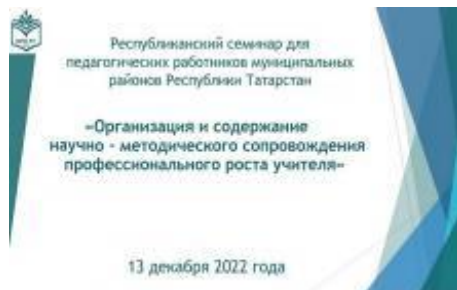 Республиканский семинар для
педагогических работников муниципальных
районов Республики Татарстан
«Организация и содержание
научно - методического сопровождения
профессионального роста учителя»
13 декабря 2022 года